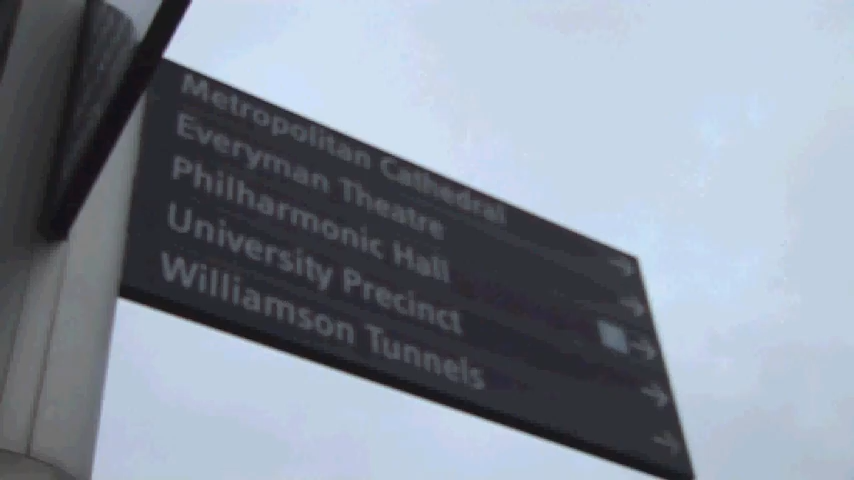 Metropolitan Cathedral →
Everyman Theatre →
Philharmonic Hall →
University Precinct →
Williamson Tunnels →